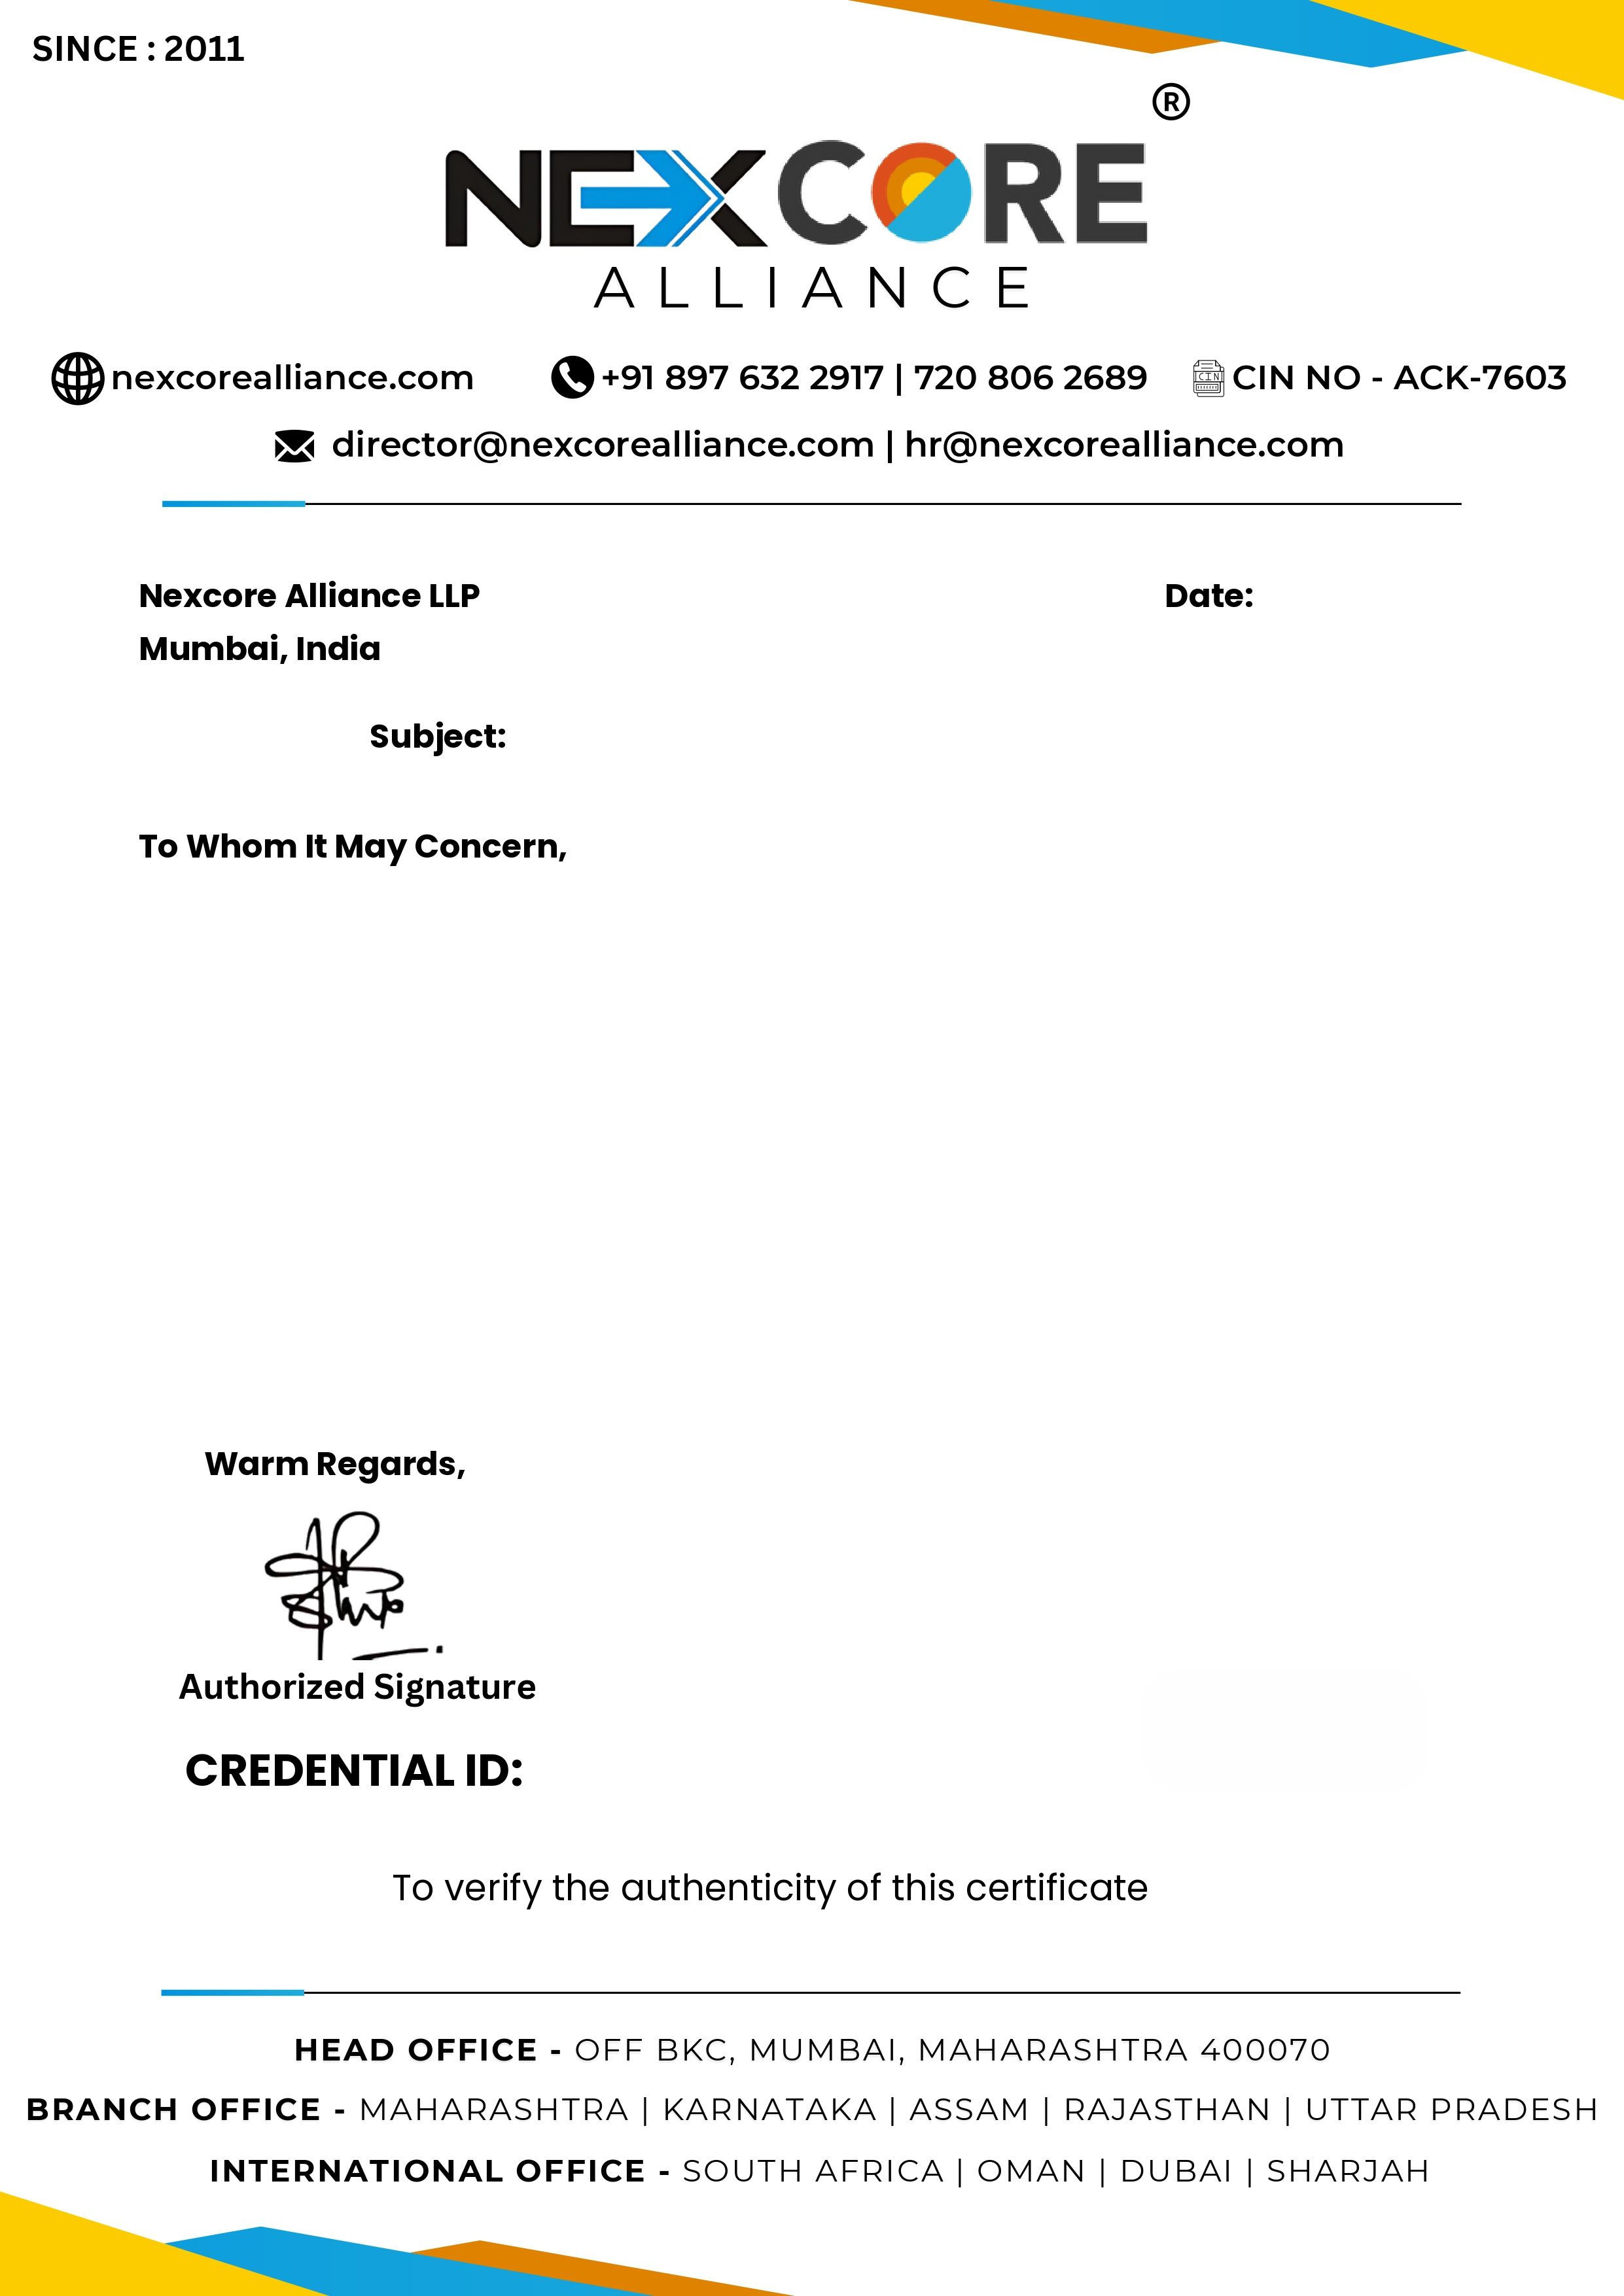 SINCE : 2011
®
NEXCORE
ALLIANCE
nexcorealliance.com +91 897 632 2917 | 720 806 2689 CIN CIN NO - ACK-7603
director@nexcorealliance.com | hr@nexcorealliance.com
Nexcore Alliance LLP Date:
Mumbai, India
Subject:
To Whom It May Concern,
Warm Regards,
Authorized Signature
CREDENTIAL ID:
To verify the authenticity of this certificate
HEAD OFFICE - OFF BKC, MUMBAI, MAHARASHTRA 400070
BRANCH OFFICE - MAHARASHTRA | KARNATAKA | ASSAM | RAJASTHAN | UTTAR PRADESH
INTERNATIONAL OFFICE - SOUTH AFRICA | OMAN | DUBAI | SHARJAH